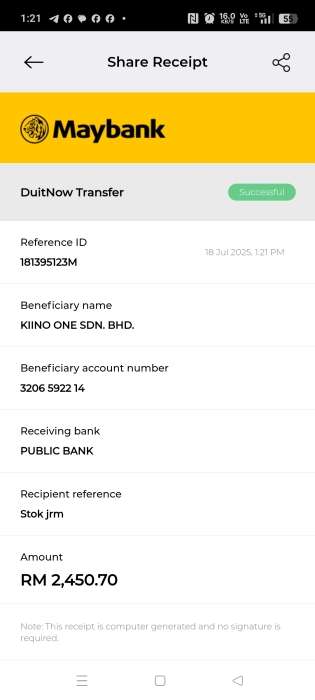 1:21
16.0
KB/S
Vo
LTE
5G
Share Receipt
Maybank
DuitNow Transfer
Successful
Reference ID
181395123M
18 Jul 2025, 1:21 PM
Beneficiary name
KIINO ONE SDN. BHD.
Beneficiary account number
3206 5922 14
Receiving bank
PUBLIC BANK
Recipient reference
Stok jrm
Amount
RM 2,450.70
Note: This receipt is computer generated and no signature is
required.